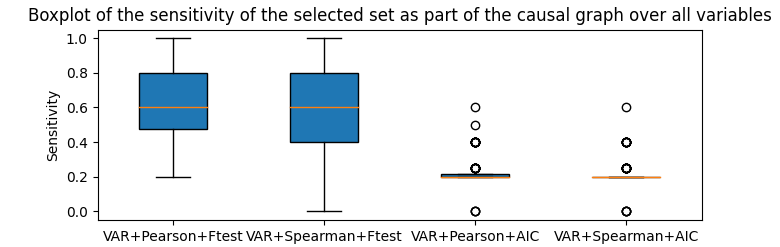 Boxplot of the sensitivity of the selected set as part of the causal graph over all variables
Sensitivity
1.0
0.8
0.6
0.4
0.2
0.0
VAR+Pearson+Ftest VAR+Spearman+Ftest VAR+Pearson+AIC VAR+Spearman+AIC